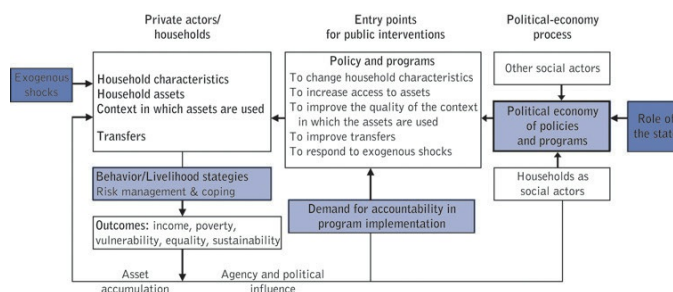 Private actors/
households
Entry points
for public interventions
Political-economy
process
Exogenous
shocks
Household characteristics
Household assets
Context in which assets are used
Transfers
Policy and programs
To change household characteristics
To increase access to assets
To improve the quality of the context
in which the assets are used
To improve transfers
To respond to exogenous shocks
Other social actors
Political economy
of policies
and programs
Role of
the state
Households as
social actors
Behavior/Livelihood stategies
Risk management & coping
Outcomes: income, poverty,
vulnerability, equality, sustainability
Demand for accountability in
program implementation
Asset
accumulation
Agency and political
influence